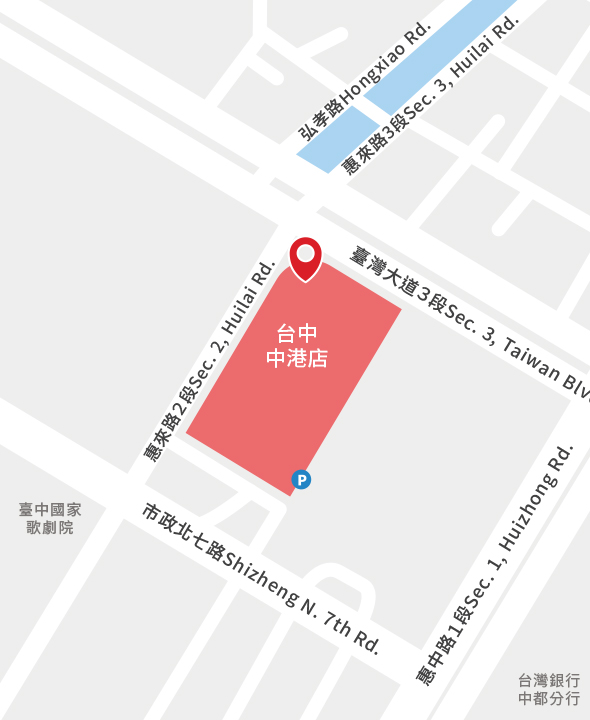 弘孝路Hongxiao Rd.
惠來路3段Sec. 3, Huilai Rd.
臺灣大道3段Sec. 3, Taiwan Blv
惠來路2段Sec. 2, Huilai Rd.
台中
中港店
P
惠中路1段Sec. 1, Huizhong Rd.
臺中國家
歌劇院
市政北七路Shizheng N. 7th Rd.
台灣銀行
中都分行